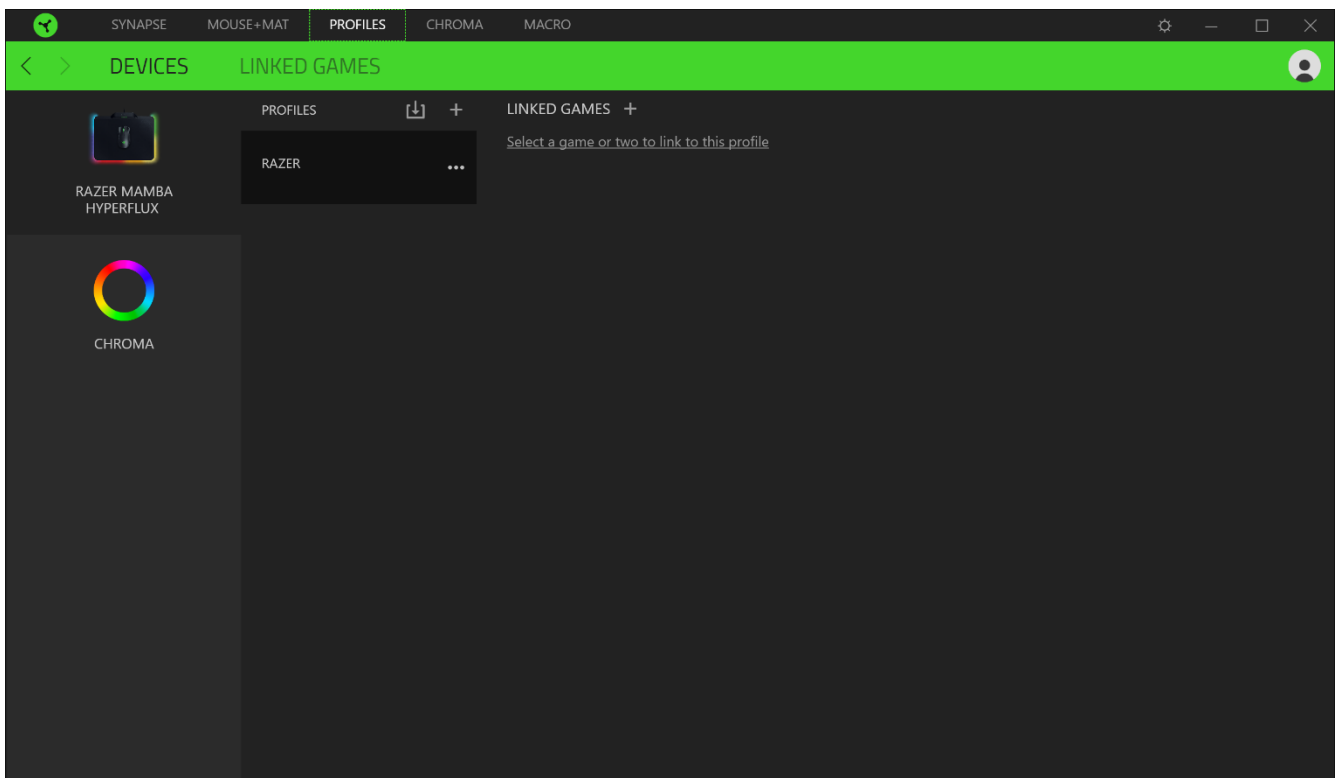 SYNAPSE MOUSE+MAT PROFILES CHROMA MACRO
DEVICES LINKED GAMES
RAZER MAMBA
HYPERFLUX
CHROMA
PROFILES
RAZER
LINKED GAMES
Select a game or two to link to this profile